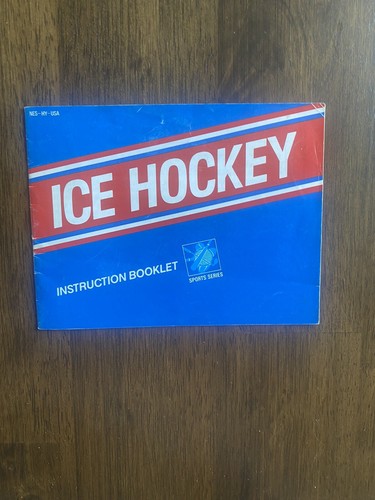 NES-HY-USA
ICE HOCKEY
INSTRUCTION BOOKLET
SPORTS SERIES